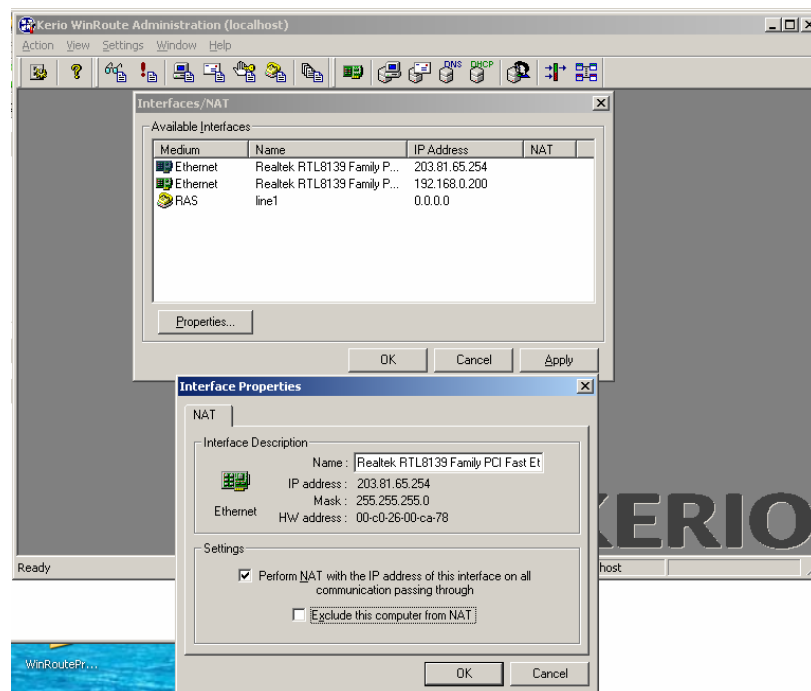 Kerio WinRoute Administration (localhost)
Action View Settings Window Help
DNS DHCP
Interfaces/NAT
Available Interfaces
Medium Name IP Address NAT
Ethernet Realtek RTL8139 Family P... 203.81.65.254
Ethernet Realtek RTL8139 Family P... 192.168.0.200
RAS line1 0.0.0.0
Properties...
OK Cancel Apply
Interface Properties
NAT
Interface Description
Name : Realtek RTL8139 Family PCI Fast Et
IP address : 203.81.65.254
Mask : 255.255.255.0
Ethernet
HW address : 00-c0-26-00-ca-78
KERIO
Settings
Ready
host
Perform NAT with the IP address of this interface on all
communication passing through
Exclude this computer from NAT
WinRoutePr...
OK Cancel